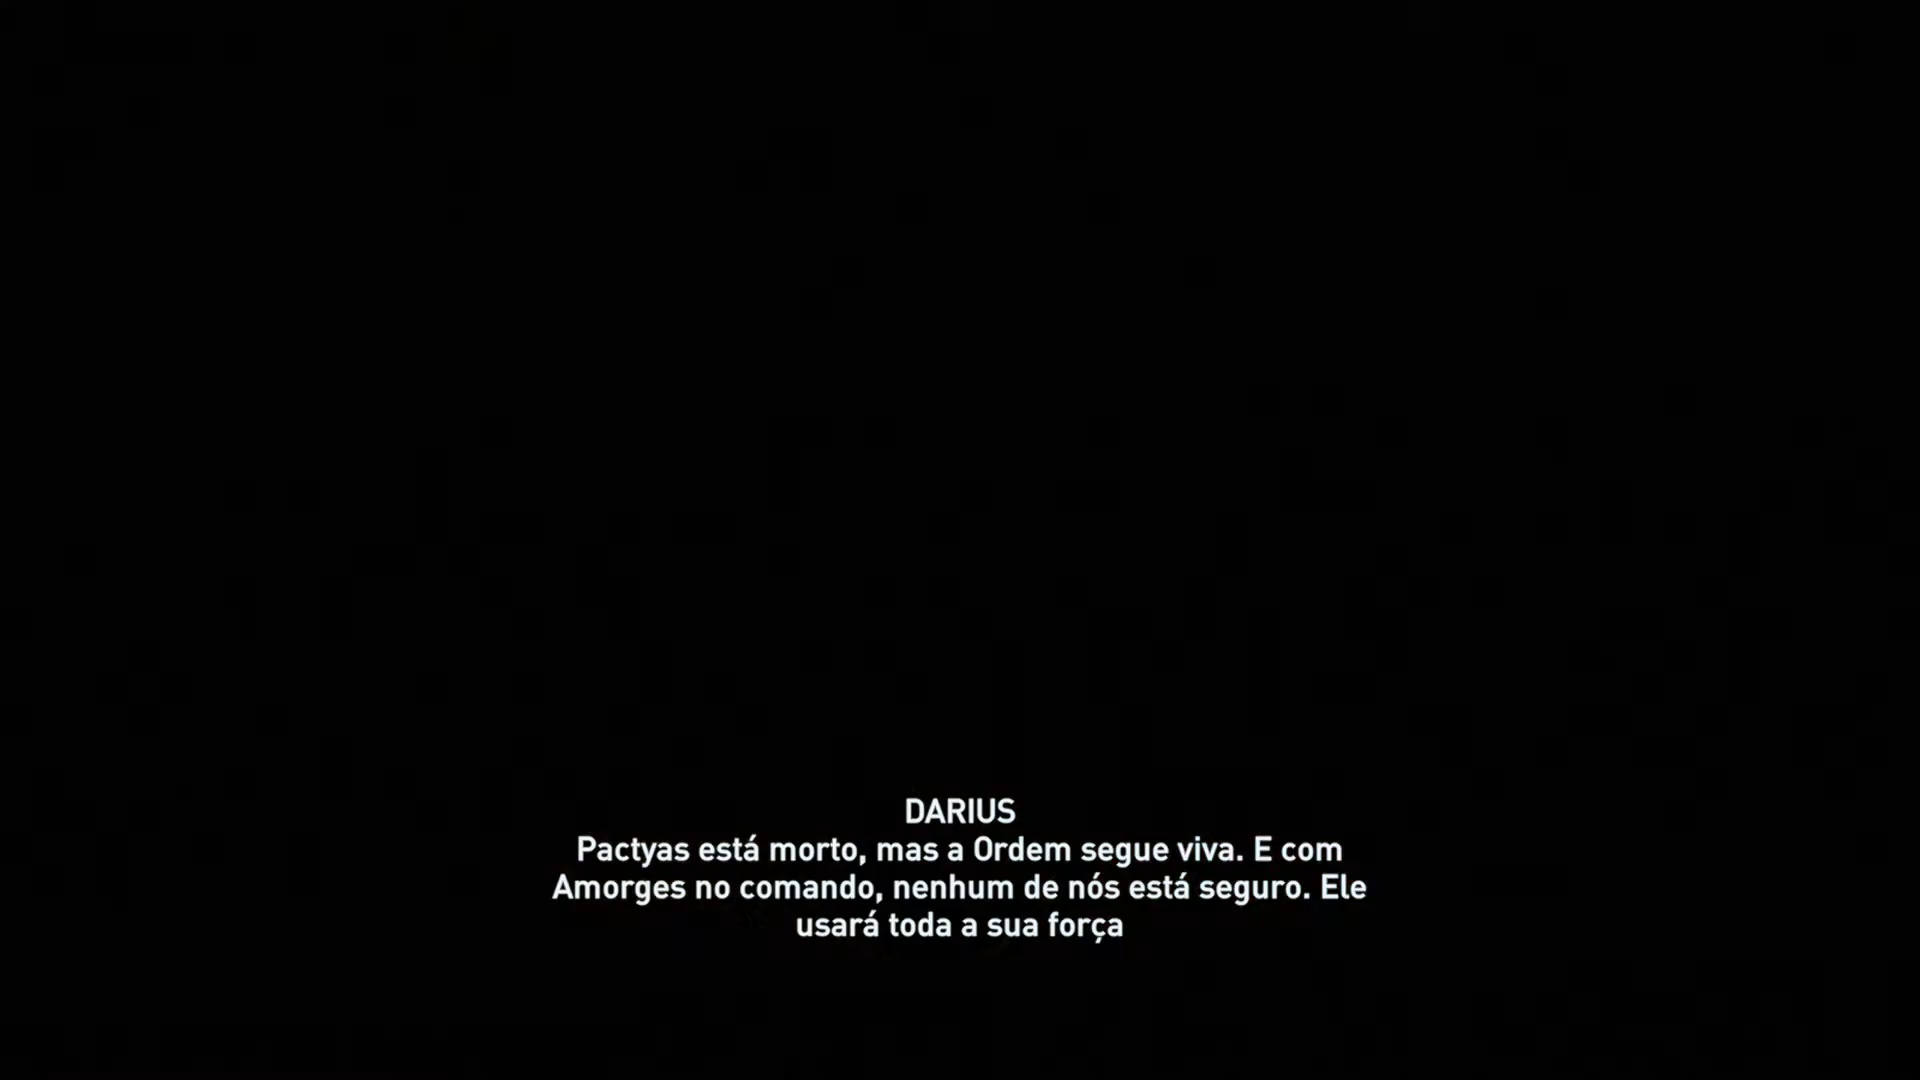 DARIUS
Pactyas está morto, mas a Ordem segue viva. E com
Amorges no comando, nenhum de nós está seguro. Ele
usará toda a sua força